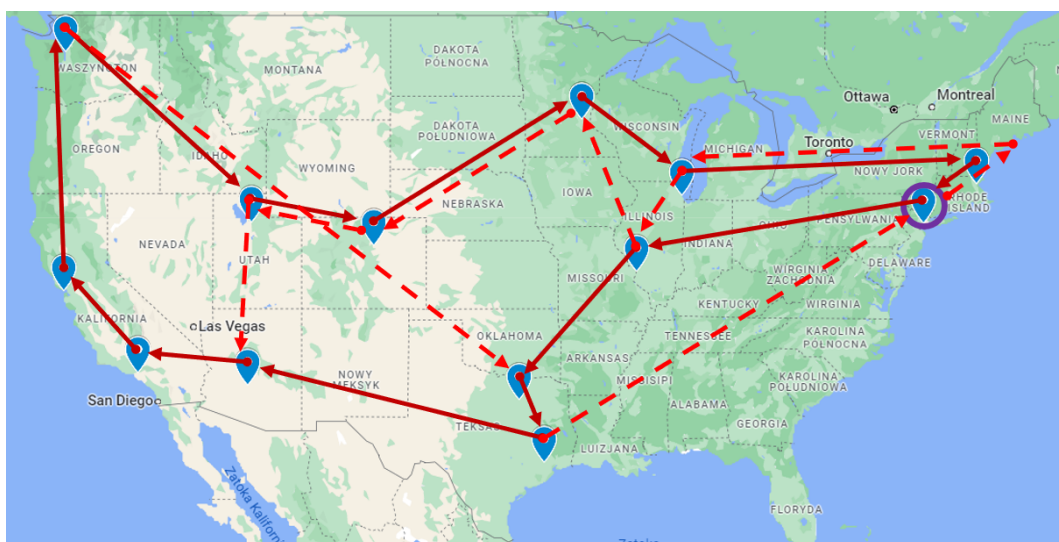 DAKOTA
PÓŁNOCNA
WASZYNGTON
MONTANA
Ottawa
Montreal
MAINE
DAKOTA
POŁUDNIOWA
WISCONSIN
VERMONT
OREGON
IDAHO
MICHIGAN
Toronto
NOWY JORK
WYOMING
IOWA
NEBRASKA
RHODE
ISLAND
ILLINOIS
OHIO
PENSYLWANIA
NEVADA
UTAH
INDIANA
DELAWARE
MISSOURI
WIRGINIA
ZACHODNIA
KENTUCKY
WIRGINIA
KALIFORNIA
Las Vegas
OKLAHOMA
TENNESSEE
KAROLINA
PÓŁNOCNA
ARKANSAS
NOWY
MEKSYK
MISSISIPI
KAROLINA
POŁUDNIOWA
San Diego
ALABAMA
TEKSAS
GEORGIA
LUIZJANA
Zatoka Kalifor
FLORYDA